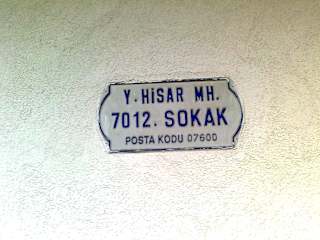 Y. HiSAR MH.
7012. SOKAK
POSTA KODU 07600